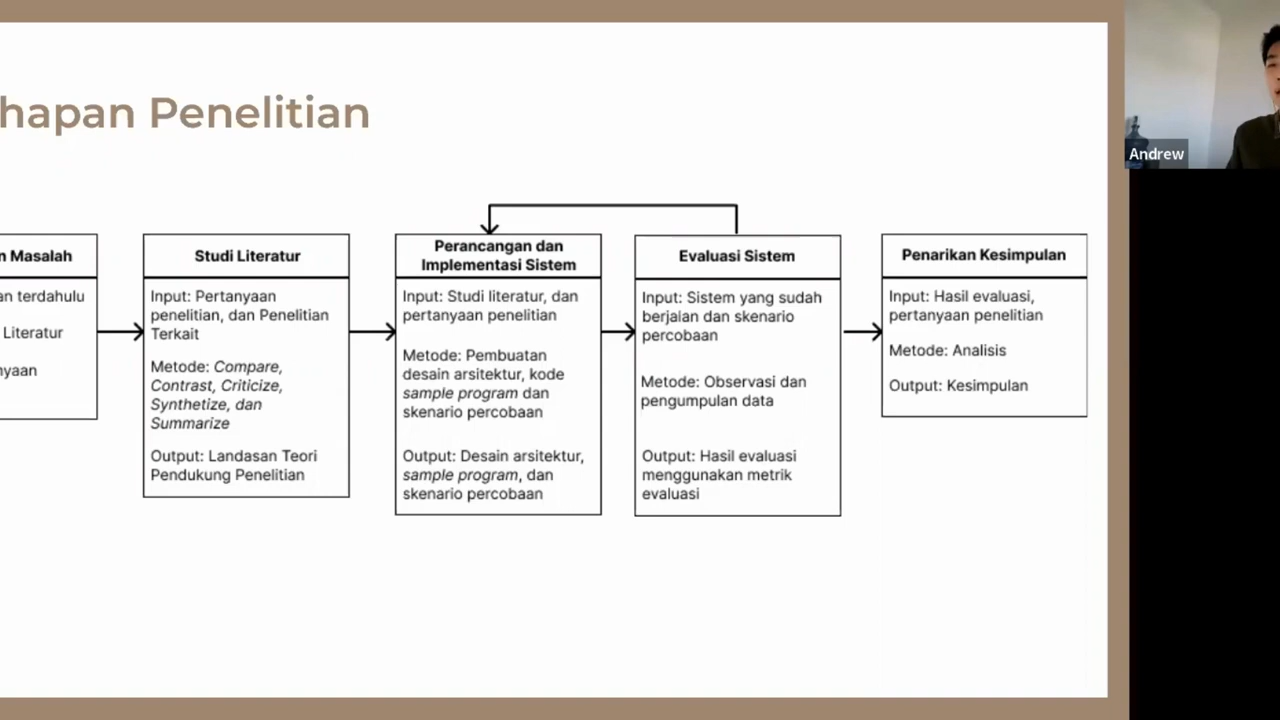 hapan Penelitian
Andrew
n Masalah
an terdahulu
Literatur
nyaan
Studi Literatur
Input: Pertanyaan
penelitian, dan Penelitian
Terkait
Metode: Compare,
Contrast, Criticize,
Synthetize, dan
Summarize
Output: Landasan Teori
Pendukung Penelitian
Perancangan dan
Implementasi Sistem
Input: Studi literatur, dan
pertanyaan penelitian
Metode: Pembuatan
desain arsitektur, kode
sample program dan
skenario percobaan
Output: Desain arsitektur,
sample program, dan
skenario percobaan
Evaluasi Sistem
Input: Sistem yang sudah
berjalan dan skenario
percobaan
Metode: Observasi dan
pengumpulan data
Output: Hasil evaluasi
menggunakan metrik
evaluasi
Penarikan Kesimpulan
Input: Hasil evaluasi,
pertanyaan penelitian
Metode: Analisis
Output: Kesimpulan